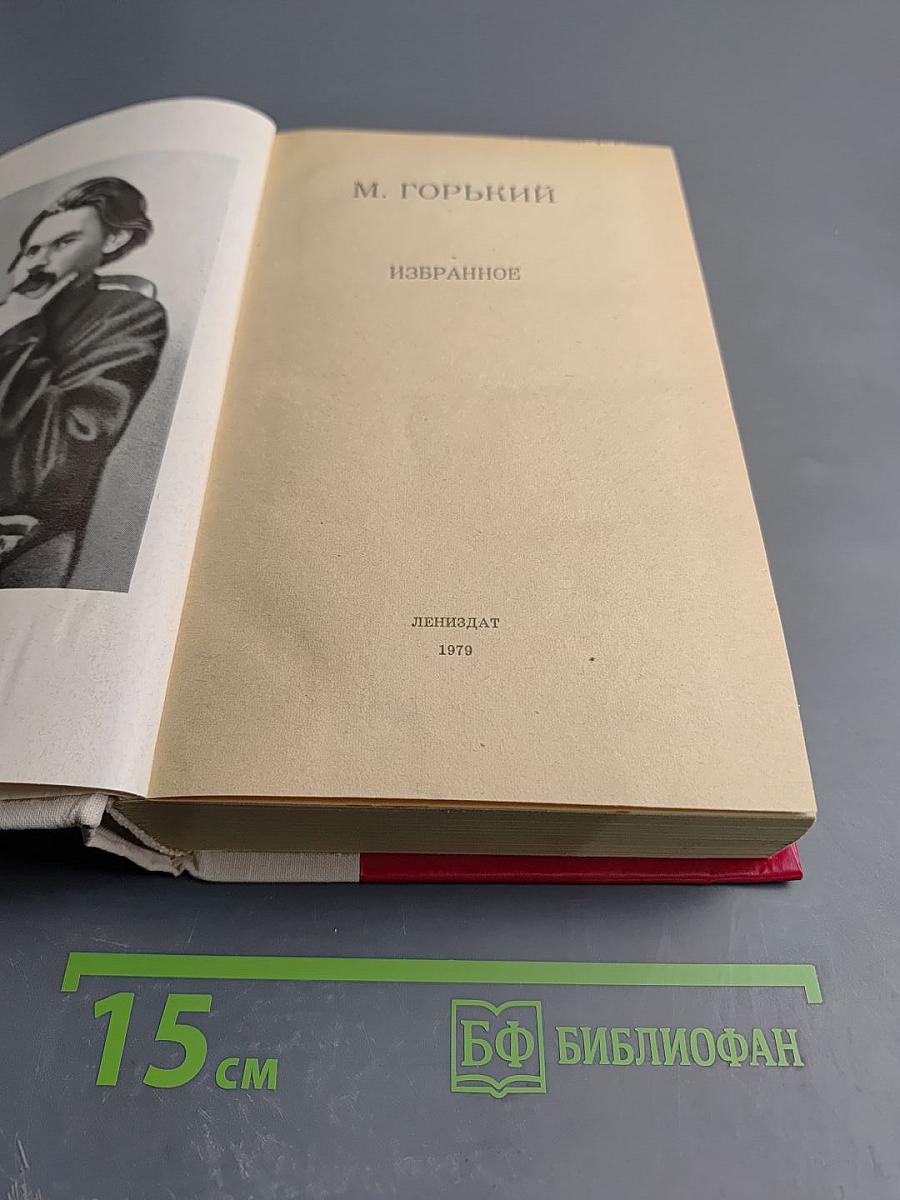 М. ГОРЬКИЙ
ИЗБРАННОЕ
ЛЕНИЗДАТ
1979
15 см
БФ БИБЛИОФАН